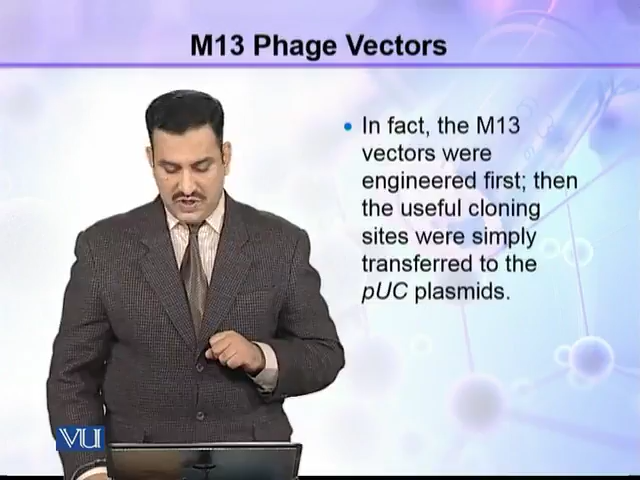 M13 Phage Vectors
• In fact, the M13
vectors were
engineered first; then
the useful cloning
sites were simply
transferred to the
pUC plasmids.
VU